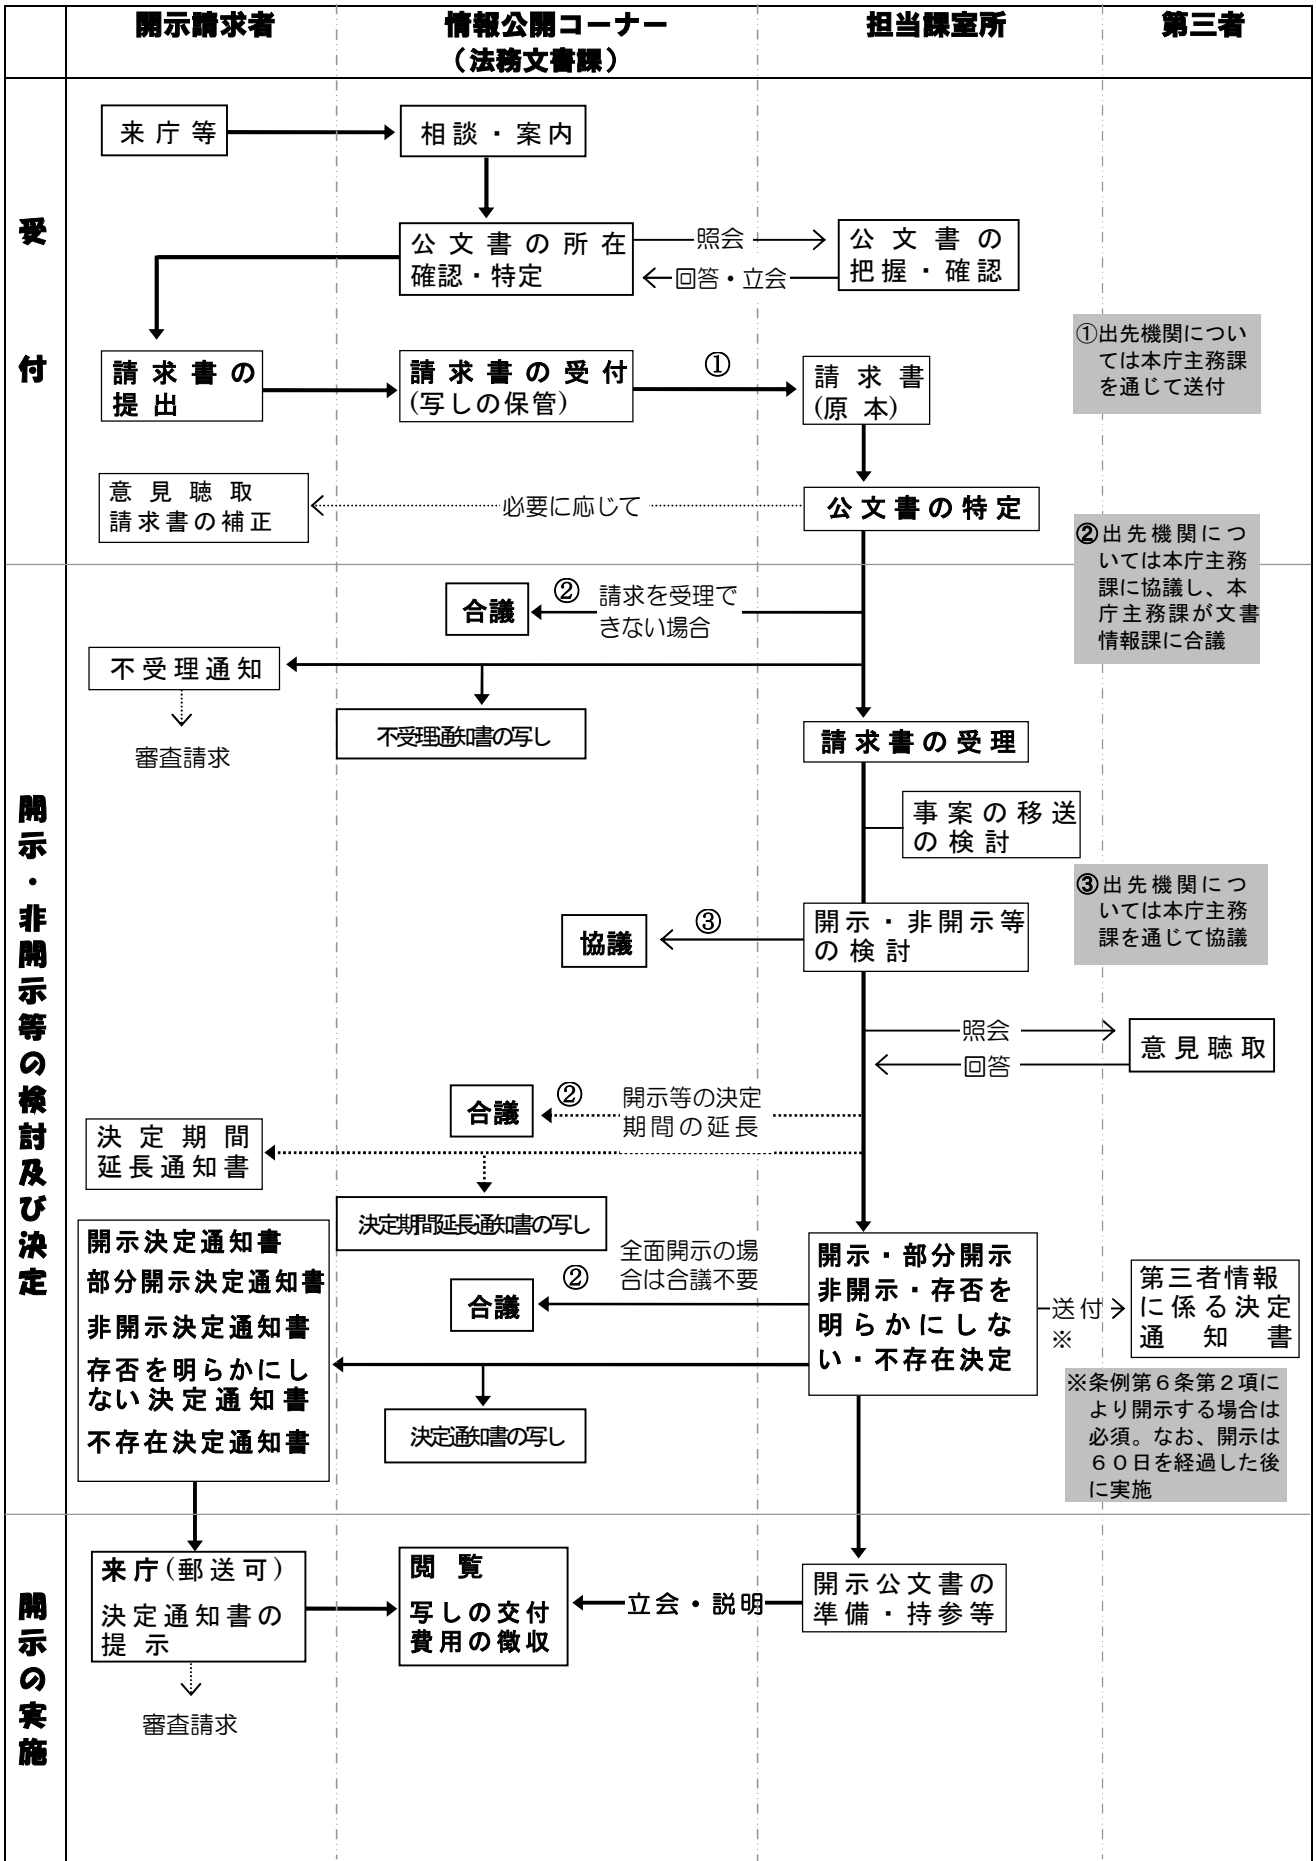 開示請求者
情報公開コーナー
（法務文書課）
担当課室所
第三者
受
付
来庁等
相談・案内
公文書の所在
確認・特定
照会
回答・立会
公文書の
把握・確認
①出先機関につい
ては本庁主務課
を通じて送付
請求書の
提出
請求書の受付
(写しの保管)
①
請求書
(原本)
意見聴取
請求書の補正
必要に応じて
公文書の特定
②出先機関につ
いては本庁主務
課に協議し、本
庁主務課が文書
情報課に合議
開示・非開示等の検討及び決定
合議
②
請求を受理で
きない場合
不受理通知
不受理通知書の写し
審査請求
請求書の受理
事案の移送
の検討
③出先機関につ
いては本庁主務
課を通じて協議
協議
③
開示・非開示等
の検討
照会
回答
意見聴取
合議
②
開示等の決定
期間の延長
決定期間
延長通知書
決定期間延長通知書の写し
開示決定通知書
部分開示決定通知書
非開示決定通知書
存否を明らかにし
ない決定通知書
不存在決定通知書
全面開示の場
合は合議不要
合議
②
開示・部分開示
非開示・存否を
明らかにしな
い・不存在決定
送付
※
第三者情報
に係る決定
通知書
決定通知書の写し
※条例第６条第２項に
より開示する場合は
必須。なお、開示は
６０日を経過した後
に実施
開示の実施
来庁(郵送可)
決定通知書の
提示
閲覧
写しの交付
費用の徴収
立会・説明
開示公文書の
準備・持参等
審査請求